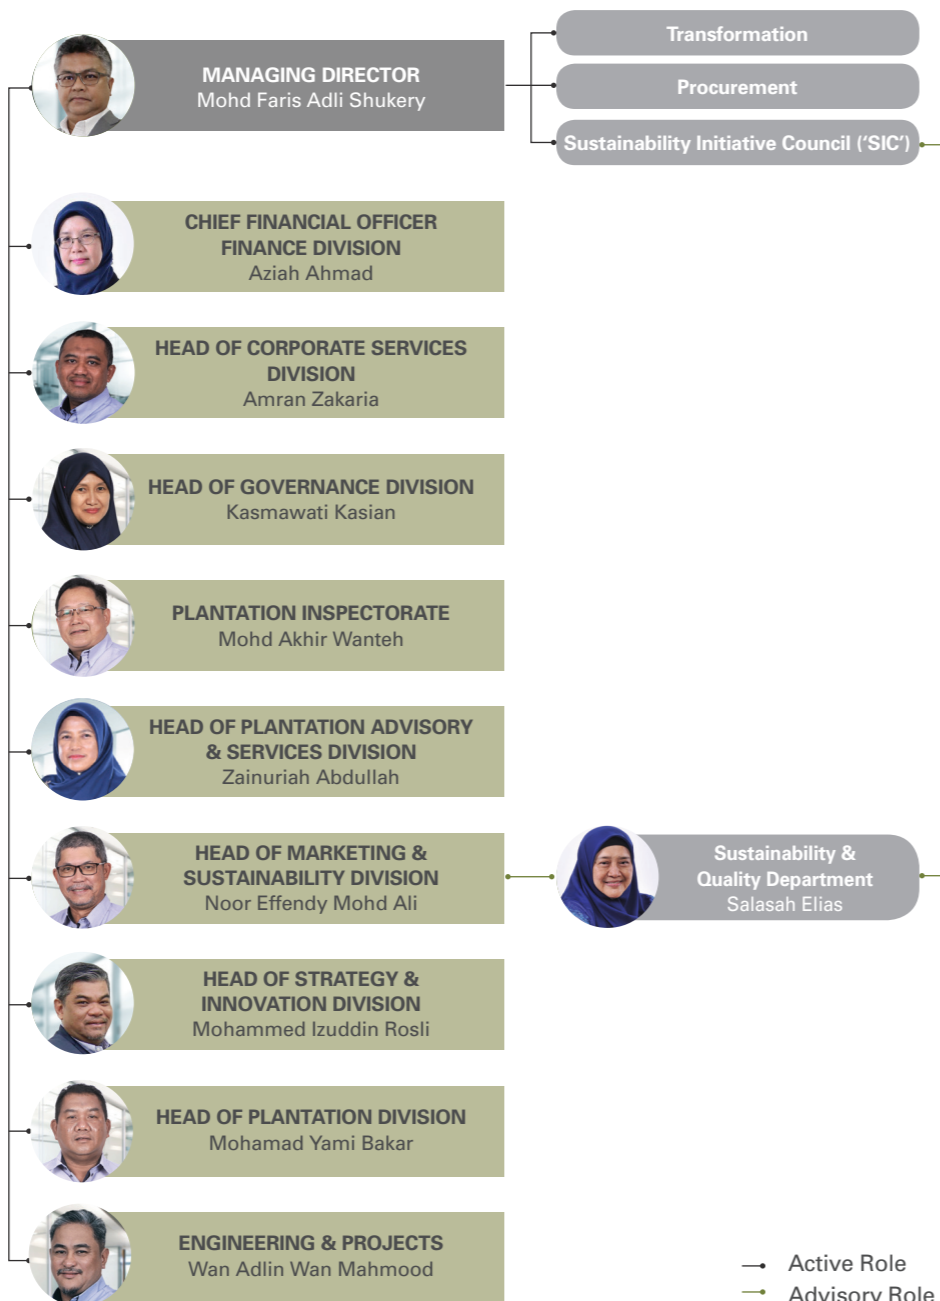 MANAGING DIRECTOR
Mohd Faris Adli Shukery
Transformation
Procurement
Sustainability Initiative Council (‘SIC’)
CHIEF FINANCIAL OFFICER
FINANCE DIVISION
Aziah Ahmad
HEAD OF CORPORATE SERVICES
DIVISION
Amran Zakaria
HEAD OF GOVERNANCE DIVISION
Kasmawati Kasian
PLANTATION INSPECTORATE
Mohd Akhir Wanteh
HEAD OF PLANTATION ADVISORY
& SERVICES DIVISION
Zainuriah Abdullah
HEAD OF MARKETING &
SUSTAINABILITY DIVISION
Noor Effendy Mohd Ali
Sustainability &
Quality Department
Salasah Elias
HEAD OF STRATEGY &
INNOVATION DIVISION
Mohammed Izuddin Rosli
HEAD OF PLANTATION DIVISION
Mohamad Yami Bakar
ENGINEERING & PROJECTS
Wan Adlin Wan Mahmood
Active Role
Advisory Role